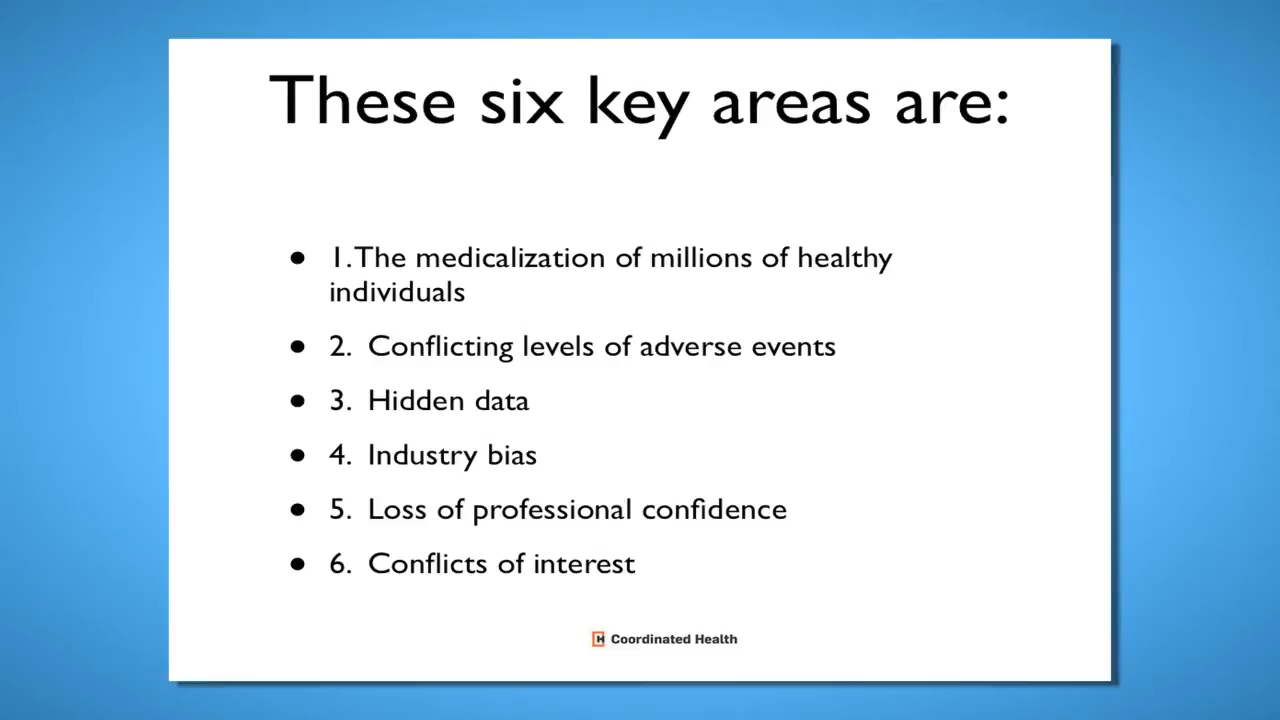 These six key areas are:
● 1.The medicalization of millions of healthy
individuals
● 2. Conflicting levels of adverse events
● 3. Hidden data
● 4. Industry bias
● 5. Loss of professional confidence
● 6. Conflicts of interest
H Coordinated Health